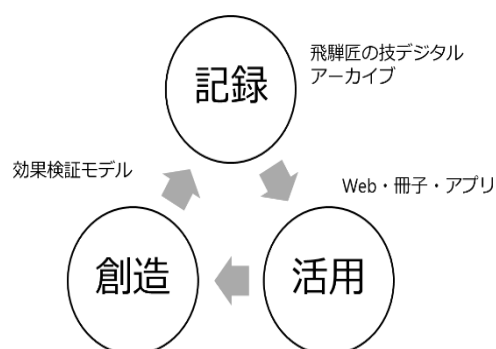 記録
飛騨匠の技デジタル
アーカイブ
効果検証モデル
Web・冊子・アプリ
創造
活用